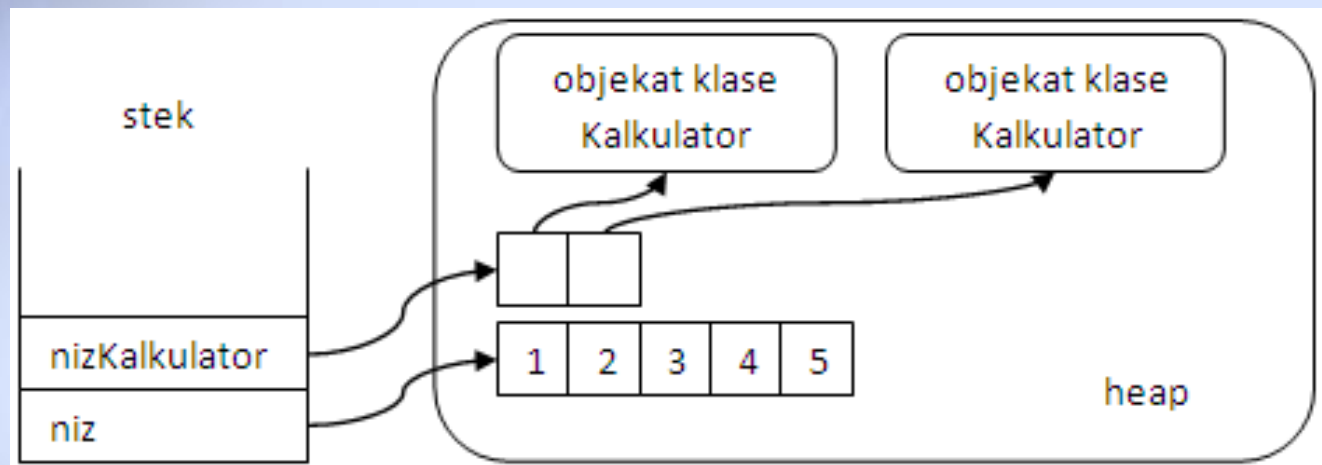 stek
nizKalkulator
niz
objekat klase
Kalkulator
objekat klase
Kalkulator
1 2 3 4 5
heap